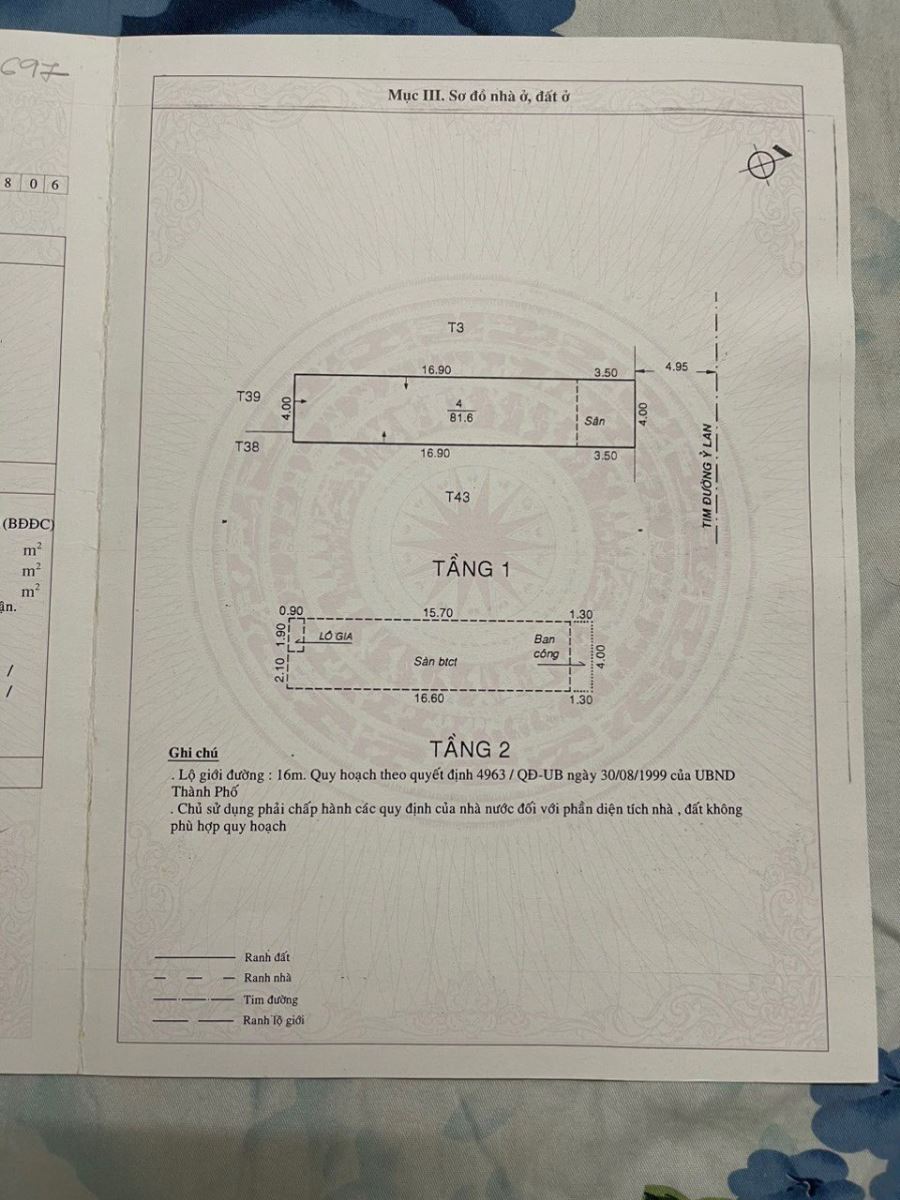 697
8 0 6
Mục III. Sơ đồ nhà ở, đất ở
T3
16.90
3.50
4.95
T39
4.00
4
81.6
Sân
4.00
T38
16.90
3.50
TIM ĐƯỜNG Ỷ LAN
T43
TẦNG 1
(BĐĐC)
m²
m²
m²
ận.
/
/
0.90
15.70
1.30
1.90
LÔ GIA
Ban
công
Sàn btct
4.00
2.10
16.60
1.30
TẦNG 2
Ghi chú
. Lộ giới đường : 16m. Quy hoạch theo quyết định 4963 / QĐ-UB ngày 30/08/1999 của UBND
Thành Phố
. Chủ sử dụng phải chấp hành các quy định của nhà nước đối với phần diện tích nhà , đất không
phù hợp quy hoạch
Ranh đất
Ranh nhà
Tim đường
Ranh lộ giới